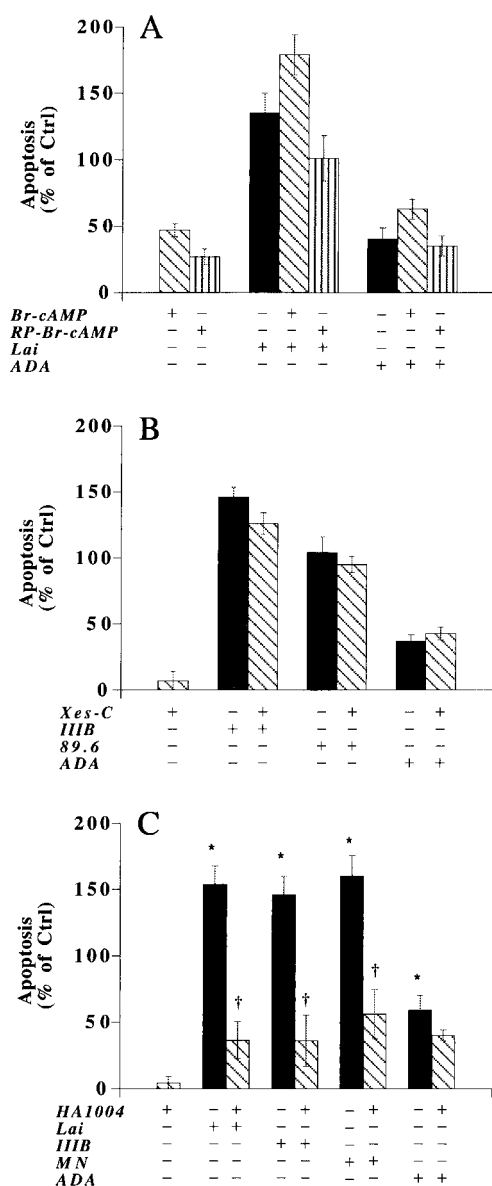 A
200
150
100
50
0
Apoptosis
(% of Ctrl)
Br-cAMP + – – + – – + –
RP-Br-cAMP – + – – + – – +
Lai – – + + + – – –
ADA – – – – – + + +
B
200
150
100
50
0
Apoptosis
(% of Ctrl)
Xes-C + – + – + – +
IIIB – + + – – – –
89.6 – – – + + – –
ADA – – – – – + +
C
200
150
100
50
0
Apoptosis
(% of Ctrl)
* † * † * † *
HA1004 + – + – + – + – +
Lai – + + – – – – – –
IIIB – – – + + – – – –
MN – – – – – + + – –
ADA – – – – – – – + +